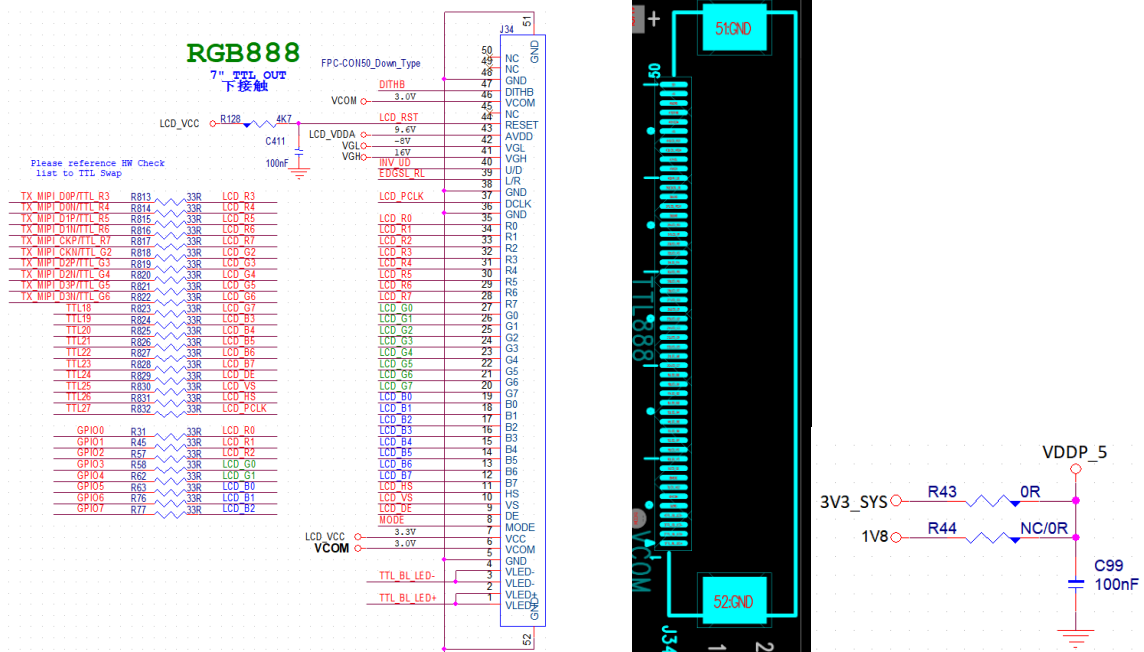 RGB888
7" TTL OUT
下接触
FPC-CON50_Down_Type
J34
51
GND
50 NC
49 NC
48 GND
DITHB 47 DITHB
VCOM 3.0V 46 VCOM
45 NC
LCD_VCC R128 4K7 LCD_RST 44 RESET
C411
100nF
LCD_VDDA 9.6V 43 AVDD
VGL -8V 42 VGL
VGH 16V 41 VGH
INV_UD 40 U/D
EDGSL_RL 39 L/R
38 GND
LCD_PCLK 37 DCLK
36 GND
LCD_R0 35 R0
LCD_R1 34 R1
LCD_R2 33 R2
LCD_R3 32 R3
LCD_R4 31 R4
LCD_R5 30 R5
LCD_R6 29 R6
LCD_R7 28 R7
LCD_G0 27 G0
LCD_G1 26 G1
LCD_G2 25 G2
LCD_G3 24 G3
LCD_G4 23 G4
LCD_G5 22 G5
LCD_G6 21 G6
LCD_G7 20 G7
LCD_B0 19 B0
LCD_B1 18 B1
LCD_B2 17 B2
LCD_B3 16 B3
LCD_B4 15 B4
LCD_B5 14 B5
LCD_B6 13 B6
LCD_B7 12 B7
LCD_HS 11 HS
LCD_VS 10 VS
LCD_DE 9 DE
MODE 8 MODE
LCD_VCC 3.3V 7 VCC
VCOM 3.0V 6 VCOM
5 GND
4 VLED-
TTL_BL_LED- 3 VLED-
2 VLED+
TTL_BL_LED+ 1 VLED+
GND
52
Please reference HW Check
list to TTL Swap
TX_MIPI_D0P/TTL_R3 R813 33R LCD_R3
TX_MIPI_D0N/TTL_R4 R814 33R LCD_R4
TX_MIPI_D1P/TTL_R5 R815 33R LCD_R5
TX_MIPI_D1N/TTL_R6 R816 33R LCD_R6
TX_MIPI_CKP/TTL_R7 R817 33R LCD_R7
TX_MIPI_CKN/TTL_G2 R818 33R LCD_G2
TX_MIPI_D2P/TTL_G3 R819 33R LCD_G3
TX_MIPI_D2N/TTL_G4 R820 33R LCD_G4
TX_MIPI_D3P/TTL_G5 R821 33R LCD_G5
TX_MIPI_D3N/TTL_G6 R822 33R LCD_G6
TTL18 R823 33R LCD_G7
TTL19 R824 33R LCD_B3
TTL20 R825 33R LCD_B4
TTL21 R826 33R LCD_B5
TTL22 R827 33R LCD_B6
TTL23 R828 33R LCD_B7
TTL24 R829 33R LCD_DE
TTL25 R830 33R LCD_VS
TTL26 R831 33R LCD_HS
TTL27 R832 33R LCD_PCLK
GPIO0 R31 33R LCD_R0
GPIO1 R45 33R LCD_R1
GPIO2 R57 33R LCD_R2
GPIO3 R58 33R LCD_G0
GPIO4 R62 33R LCD_G1
GPIO5 R63 33R LCD_B0
GPIO6 R76 33R LCD_B1
GPIO7 R77 33R LCD_B2
+
51:GND
50
TTL888
VCOM
1
52:GND
J34
1
2
VDDP_5
3V3_SYS R43 0R
1V8 R44 NC/0R
C99
100nF